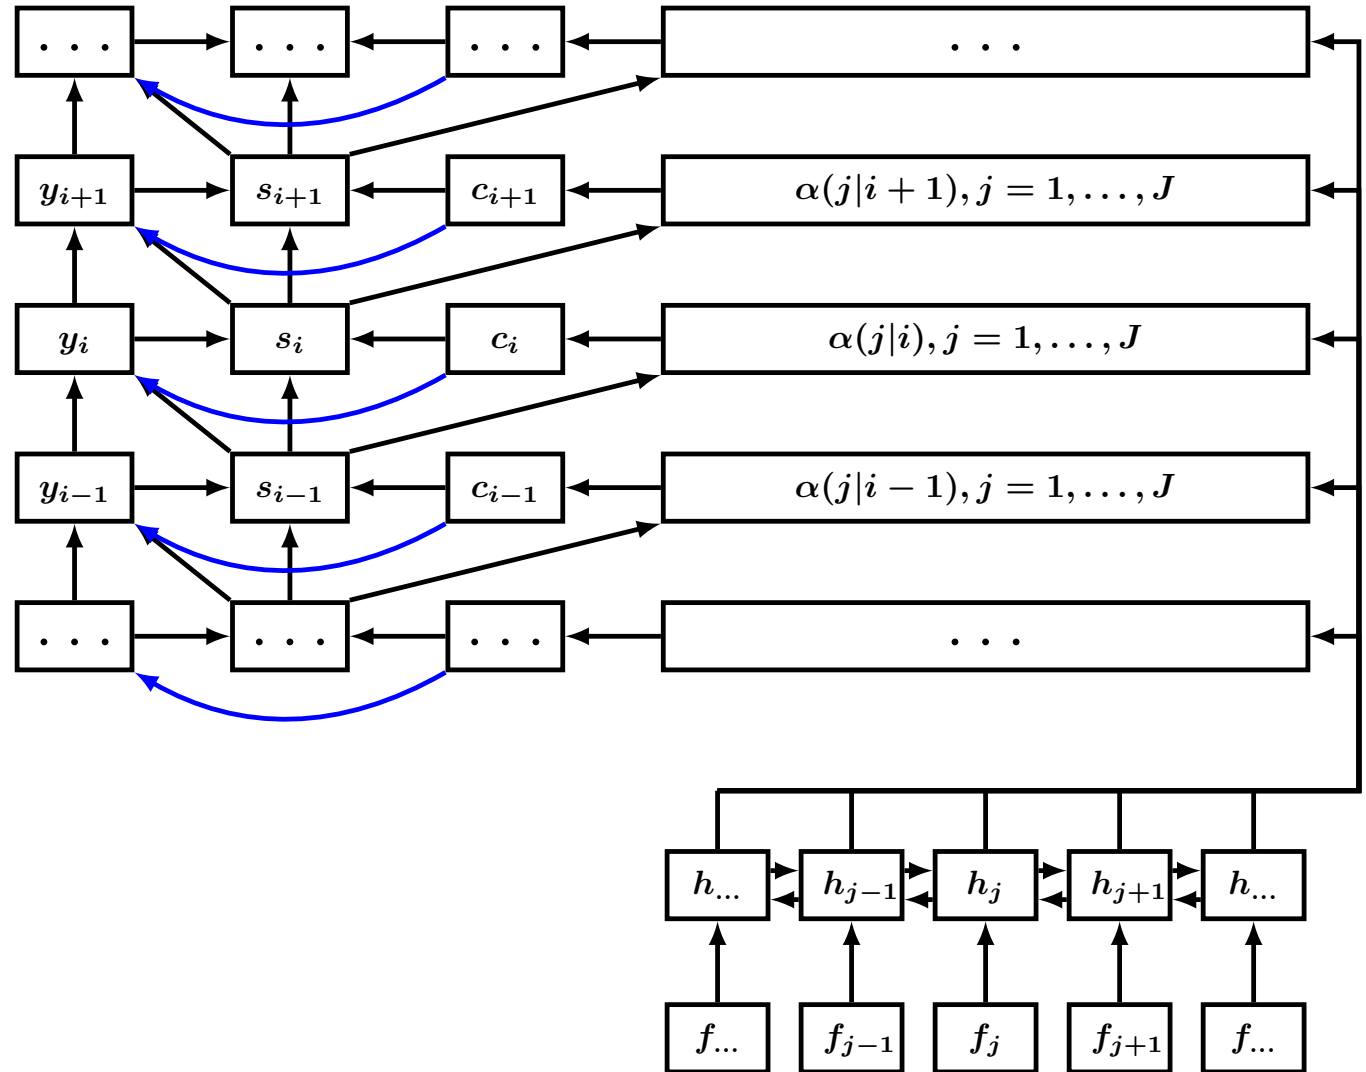 . . . . . . . . . . . .
y_{i+1} s_{i+1} c_{i+1} α(j|i + 1), j = 1, . . . , J
y_i s_i c_i α(j|i), j = 1, . . . , J
y_{i−1} s_{i−1} c_{i−1} α(j|i − 1), j = 1, . . . , J
. . . . . . . . . . . .
h_{...} h_{j−1} h_j h_{j+1} h_{...}
f_{...} f_{j−1} f_j f_{j+1} f_{...}